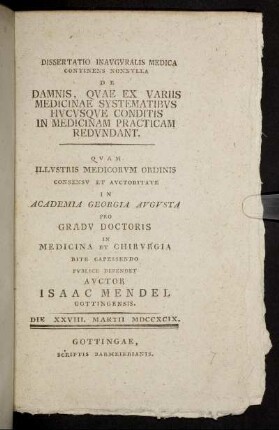 DISSERTATIO INAVGVRALIS MEDICA
CONTINENS NONNVLLA
DE
DAMNIS, QVAE EX VARIIS
MEDICINAE SYSTEMATIBVS
HVCVSQVE CONDITIS
IN MEDICINAM PRACTICAM
REDVNDANT.
QVAM
ILLVSTRIS MEDICORVM ORDINIS
CONSENSV ET AVCTORITATE
IN
ACADEMIA GEORGIA AVGVSTA
PRO
GRADV DOCTORIS
IN
MEDICINA ET CHIRVRGIA
RITE CAPESSENDO
PVBLICE DEFENDET
AVCTOR
ISAAC MENDEL
GOTTINGENSIS.
DIE XXVIII. MARTII MDCCXCIX.
GOTTINGAE,
SCRIPTIS BARMEIERIANIS.